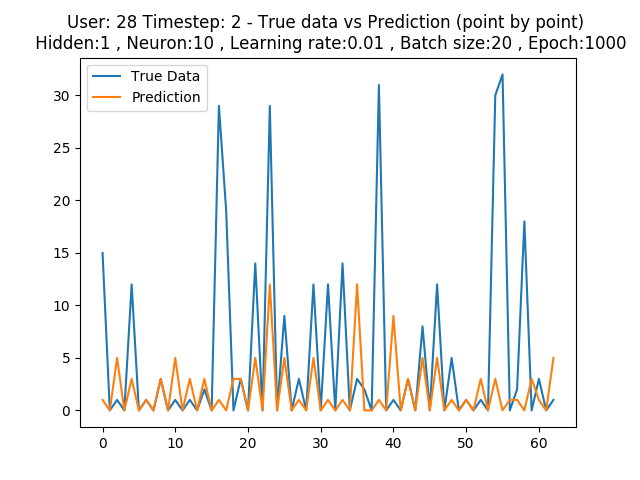 User: 28 Timestep: 2 - True data vs Prediction (point by point)
Hidden:1 , Neuron:10 , Learning rate:0.01 , Batch size:20 , Epoch:1000
True Data
Prediction
30
25
20
15
10
5
0
0 10 20 30 40 50 60